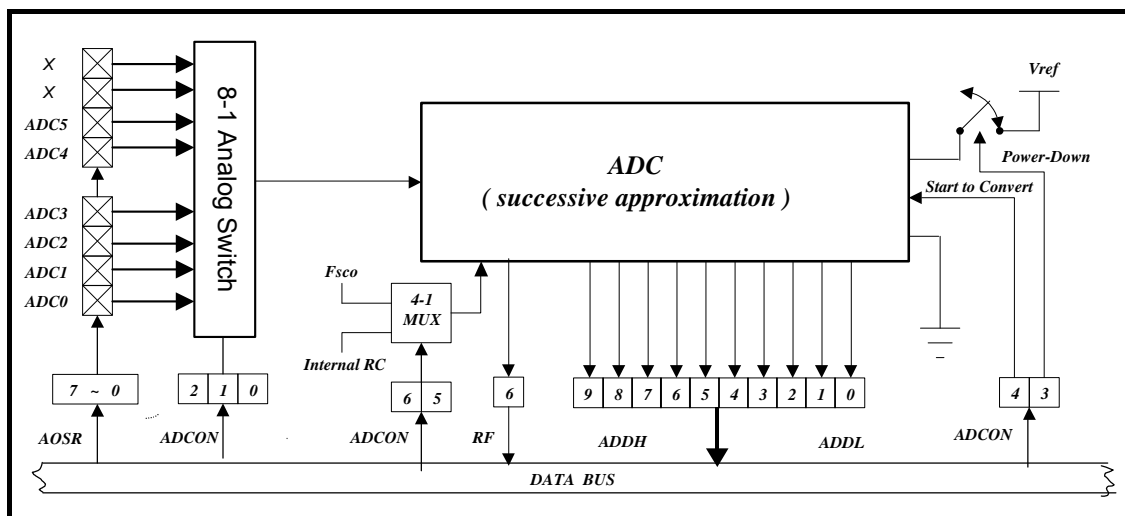 X
X
ADC5
ADC4
ADC3
ADC2
ADC1
ADC0
8-1 Analog Switch
ADC
( successive approximation )
Vref
Power-Down
Start to Convert
Fsco
4-1
MUX
Internal RC
7 ~ 0
2 1 0
6 5
6
9 8 7 6 5 4 3 2 1 0
4 3
AOSR
ADCON
ADCON
RF
ADDH
ADDL
ADCON
DATA BUS